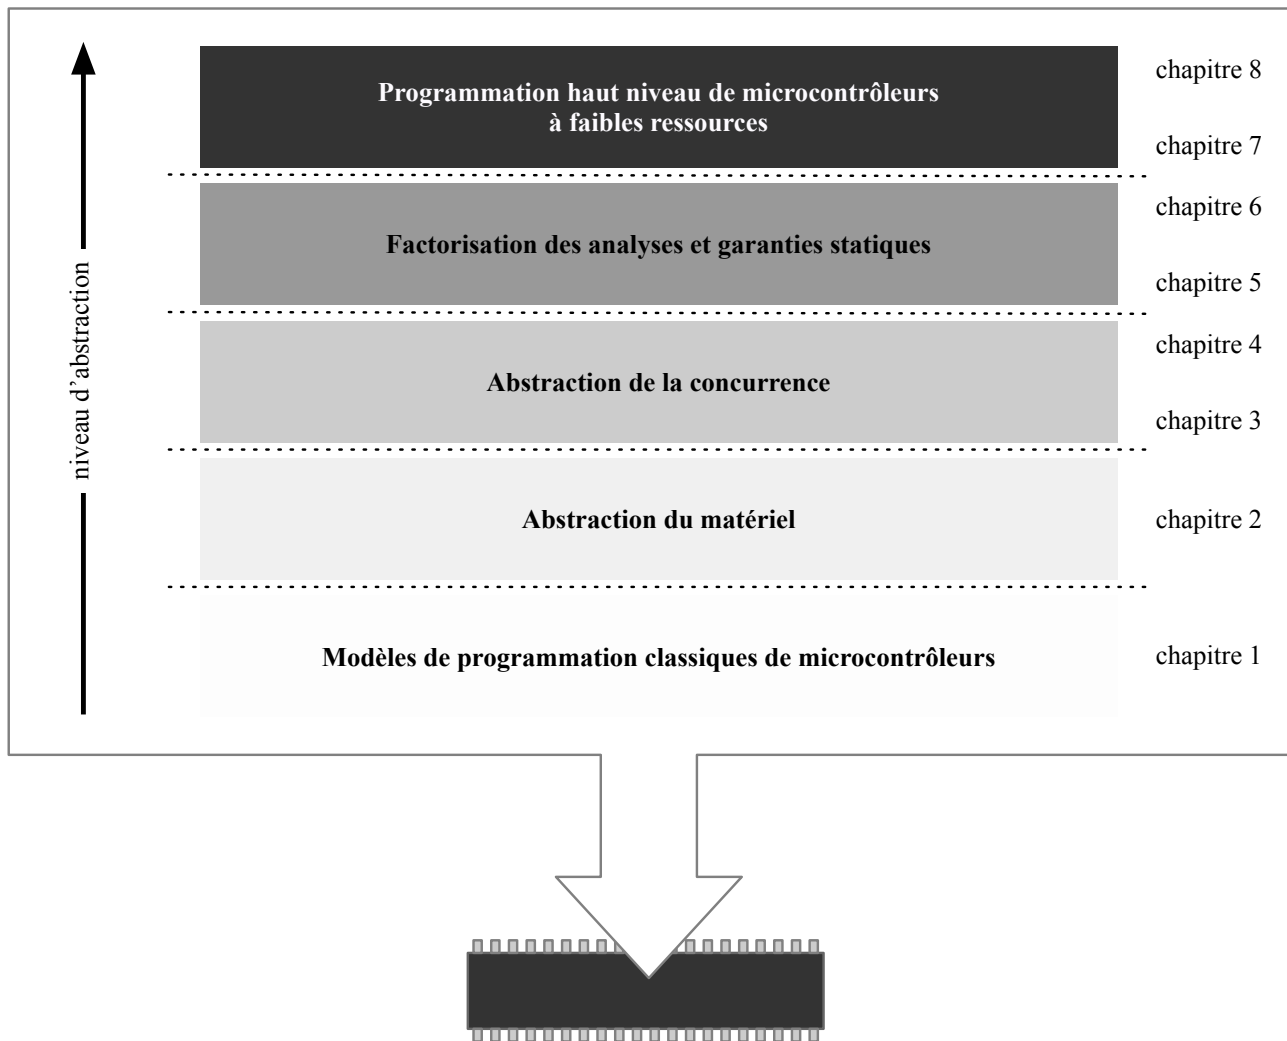 Programmation haut niveau de microcontrôleurs
à faibles ressources
chapitre 8
chapitre 7
Factorisation des analyses et garanties statiques
chapitre 6
chapitre 5
Abstraction de la concurrence
chapitre 4
chapitre 3
Abstraction du matériel
chapitre 2
Modèles de programmation classiques de microcontrôleurs
chapitre 1
niveau d’abstraction